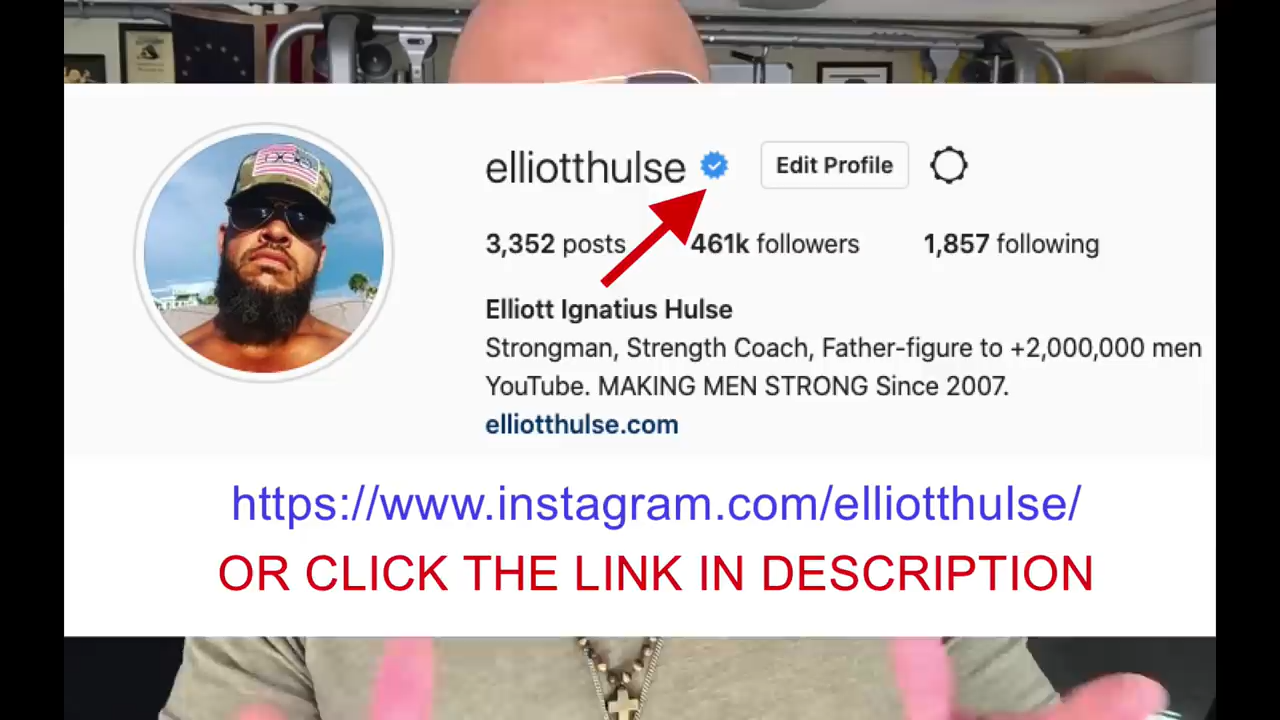 elliotthulse Edit Profile
3,352 posts 461k followers 1,857 following
Elliott Ignatius Hulse
Strongman, Strength Coach, Father-figure to +2,000,000 men
YouTube. MAKING MEN STRONG Since 2007.
elliotthulse.com
https://www.instagram.com/elliotthulse/
OR CLICK THE LINK IN DESCRIPTION